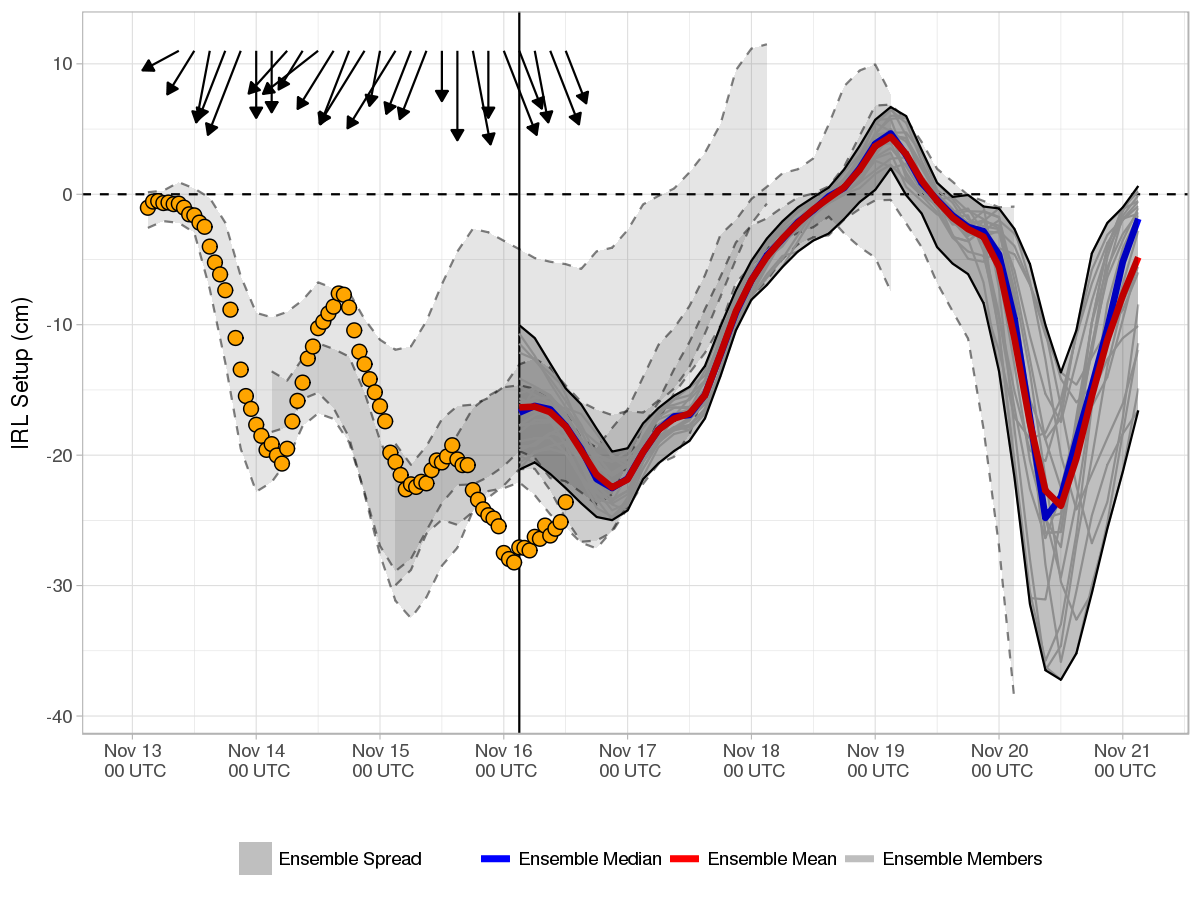 IRL Setup (cm)
10
0
-10
-20
-30
-40
Nov 13 Nov 14 Nov 15 Nov 16 Nov 17 Nov 18 Nov 19 Nov 20 Nov 21
00 UTC 00 UTC 00 UTC 00 UTC 00 UTC 00 UTC 00 UTC 00 UTC 00 UTC
Ensemble Spread Ensemble Median Ensemble Mean Ensemble Members